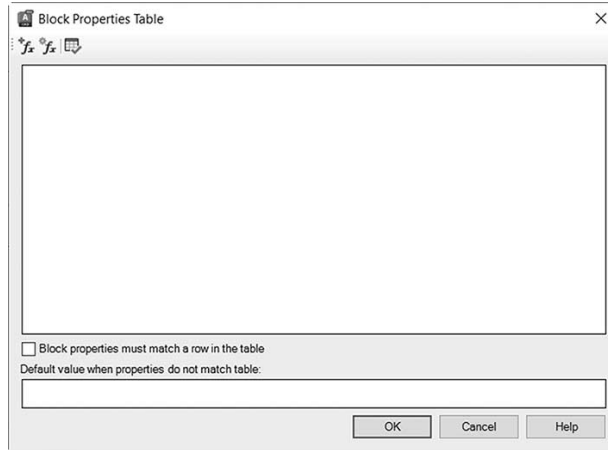 Block Properties Table
Block properties must match a row in the table
Default value when properties do not match table:
OK
Cancel
Help